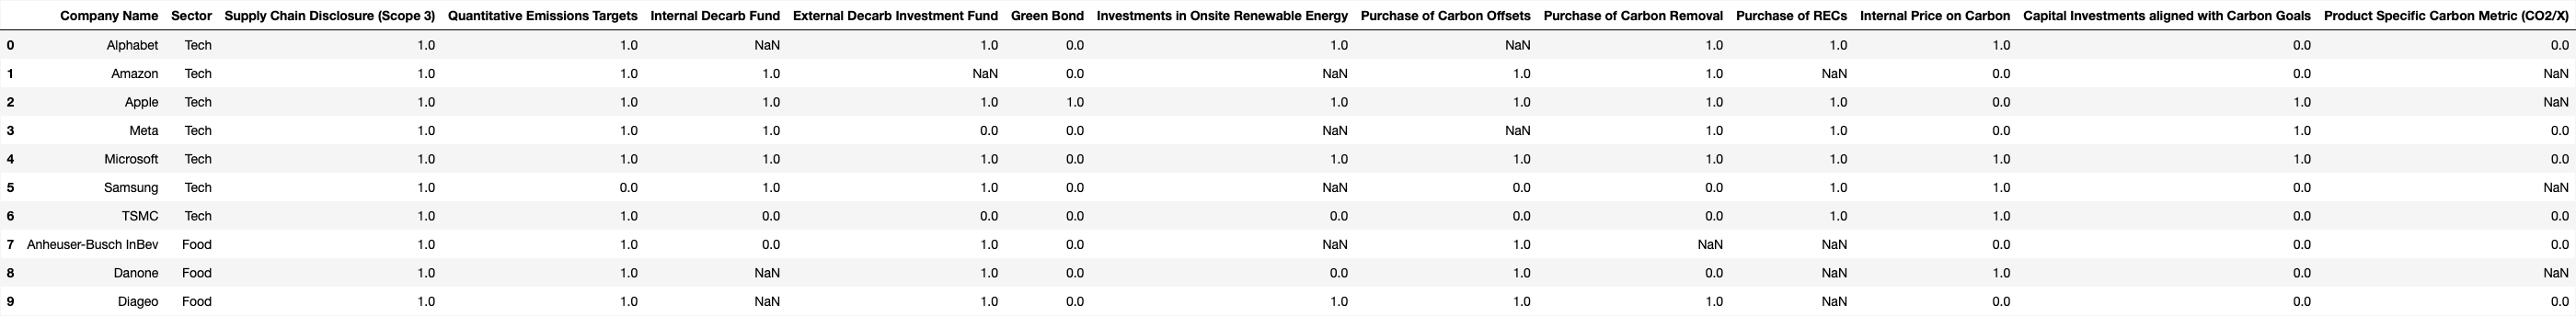 Company Name Sector Supply Chain Disclosure (Scope 3) Quantitative Emissions Targets Internal Decarb Fund External Decarb Investment Fund Green Bond Investments in Onsite Renewable Energy Purchase of Carbon Offsets Purchase of Carbon Removal Purchase of RECs Internal Price on Carbon Capital Investments aligned with Carbon Goals Product Specific Carbon Metric (CO2/X)
0 Alphabet Tech 1.0 1.0 NaN 1.0 0.0 1.0 NaN 1.0 1.0 1.0 0.0 0.0
1 Amazon Tech 1.0 1.0 1.0 NaN 0.0 NaN 1.0 1.0 NaN 0.0 0.0 NaN
2 Apple Tech 1.0 1.0 1.0 1.0 1.0 1.0 1.0 1.0 1.0 0.0 1.0 NaN
3 Meta Tech 1.0 1.0 1.0 0.0 0.0 NaN NaN 1.0 1.0 0.0 1.0 0.0
4 Microsoft Tech 1.0 1.0 1.0 1.0 0.0 1.0 1.0 1.0 1.0 1.0 1.0 0.0
5 Samsung Tech 1.0 0.0 1.0 1.0 0.0 NaN 0.0 0.0 1.0 1.0 0.0 NaN
6 TSMC Tech 1.0 1.0 0.0 0.0 0.0 0.0 0.0 0.0 1.0 1.0 0.0 0.0
7 Anheuser-Busch InBev Food 1.0 1.0 0.0 1.0 0.0 NaN 1.0 NaN NaN 0.0 0.0 0.0
8 Danone Food 1.0 1.0 NaN 1.0 0.0 0.0 1.0 0.0 NaN 1.0 0.0 NaN
9 Diageo Food 1.0 1.0 NaN 1.0 0.0 1.0 1.0 1.0 NaN 0.0 0.0 0.0